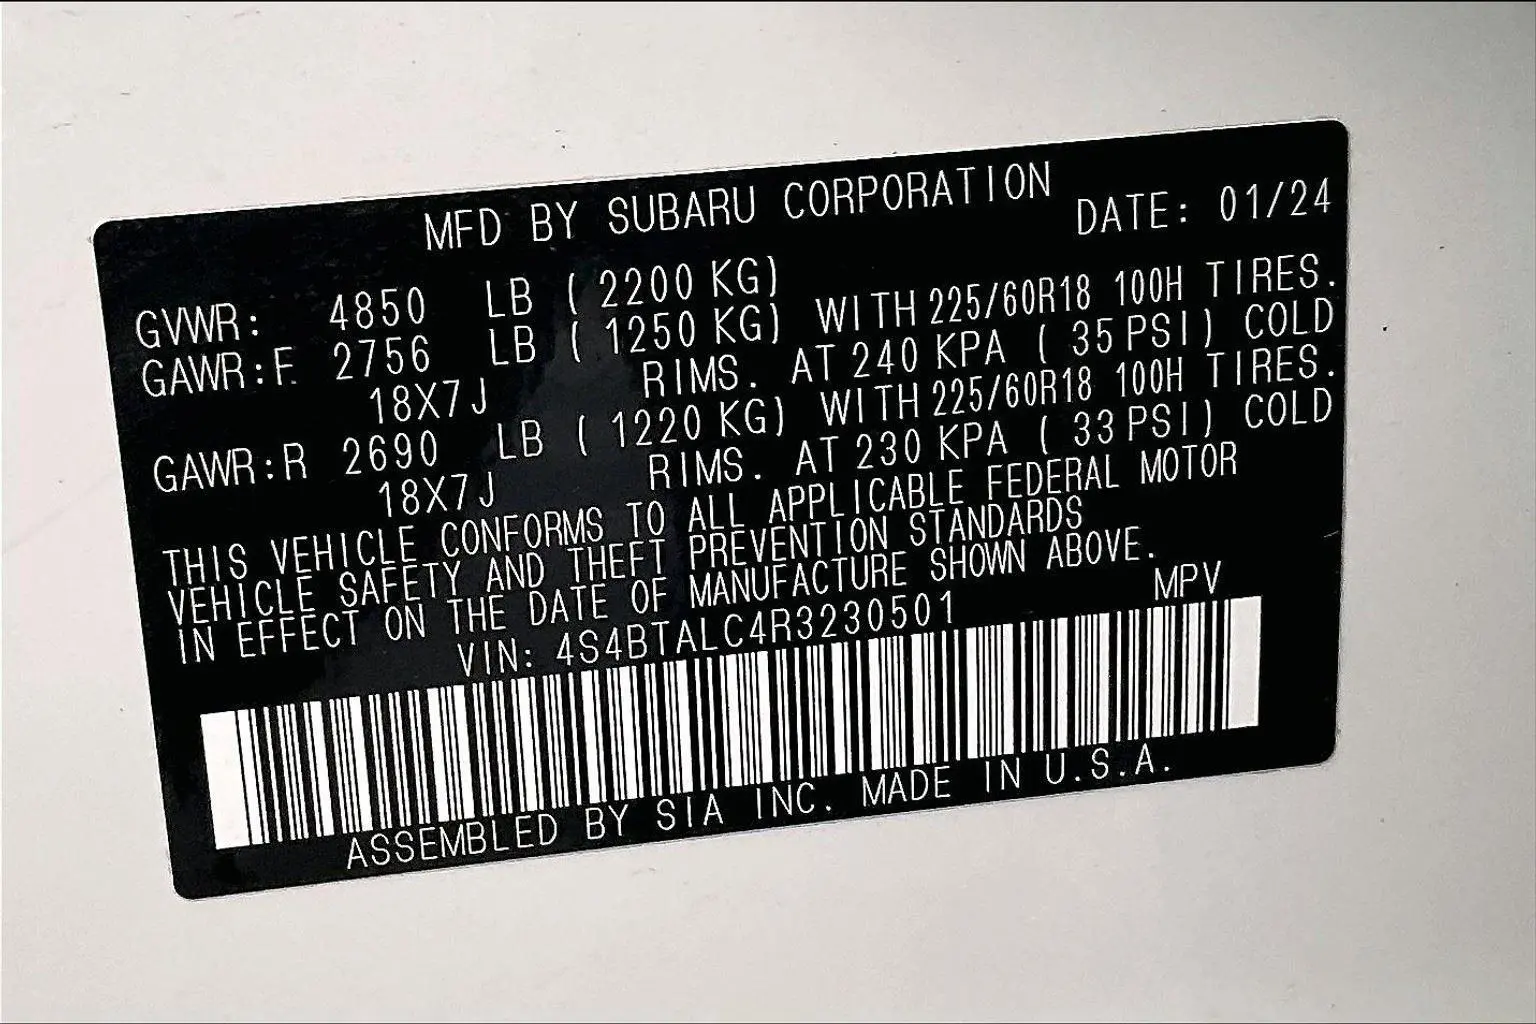 MFD BY SUBARU CORPORATION DATE: 01/24
GVWR: 4850 LB ( 2200 KG)
GAWR:F 2756 LB ( 1250 KG) WITH 225/60R18 100H TIRES.
18X7J RIMS. AT 240 KPA ( 35 PSI) COLD
GAWR:R 2690 LB ( 1220 KG) WITH 225/60R18 100H TIRES.
18X7J RIMS. AT 230 KPA ( 33 PSI) COLD
THIS VEHICLE CONFORMS TO ALL APPLICABLE FEDERAL MOTOR
VEHICLE SAFETY AND THEFT PREVENTION STANDARDS
IN EFFECT ON THE DATE OF MANUFACTURE SHOWN ABOVE.
VIN: 4S4BTALC4R3230501 MPV
ASSEMBLED BY SIA INC. MADE IN U.S.A.